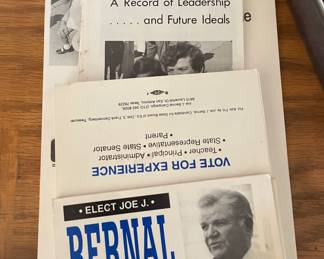 A Record of Leadership
. . . . . and Future Ideals
e
• ELECT JOE J.
BERNAL
VOTE FOR EXPERIENCE
Teacher • Principal • Administrator
State Representative • State Senator
• Parent •